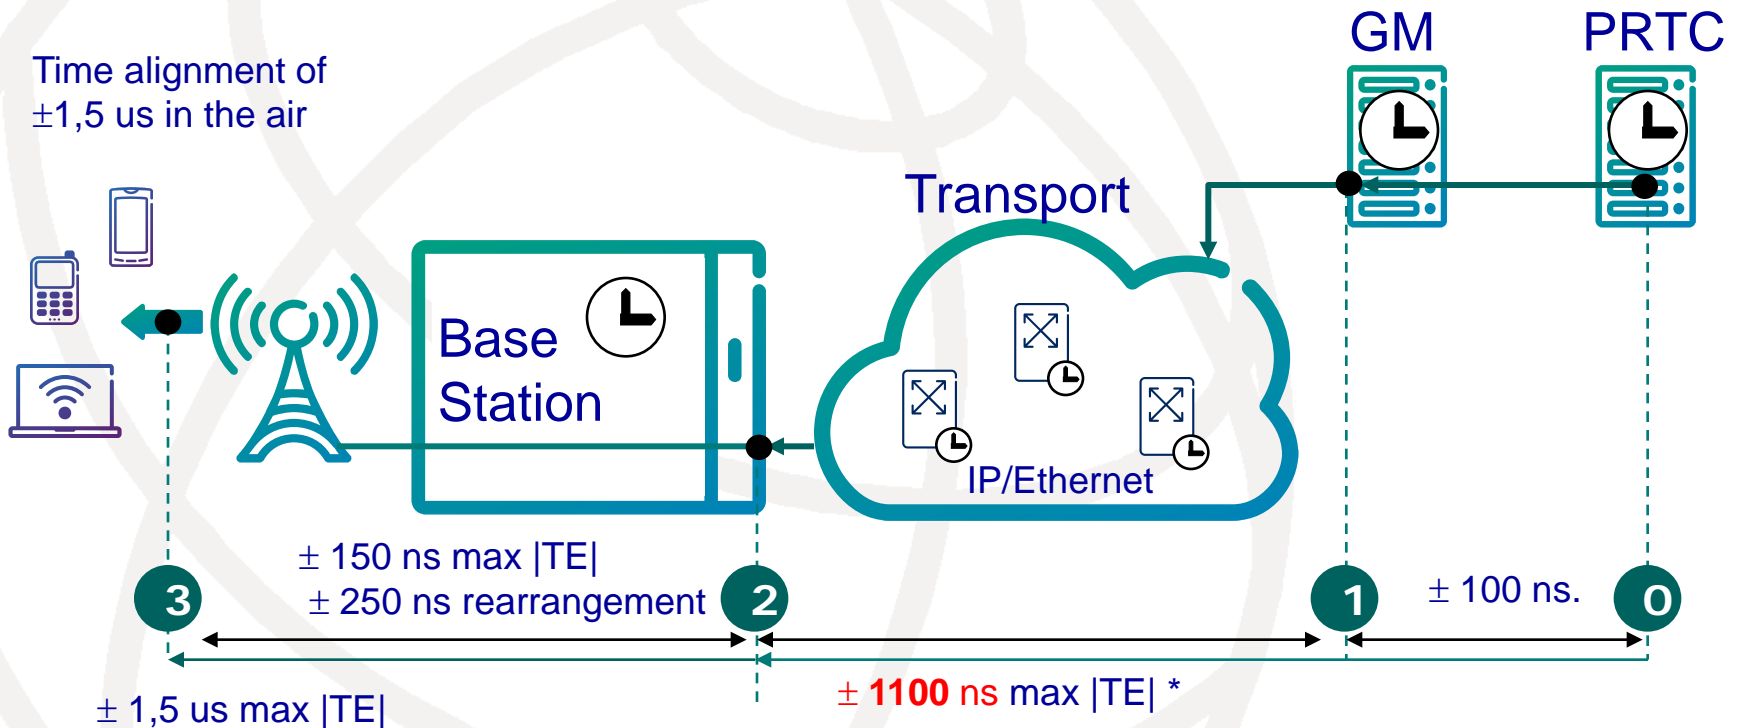 GM
PRTC
Time alignment of
±1,5 us in the air
Transport
Base
Station
IP/Ethernet
± 150 ns max |TE|
± 250 ns rearrangement
± 100 ns.
3
2
1
0
± 1100 ns max |TE| *
± 1,5 us max |TE|